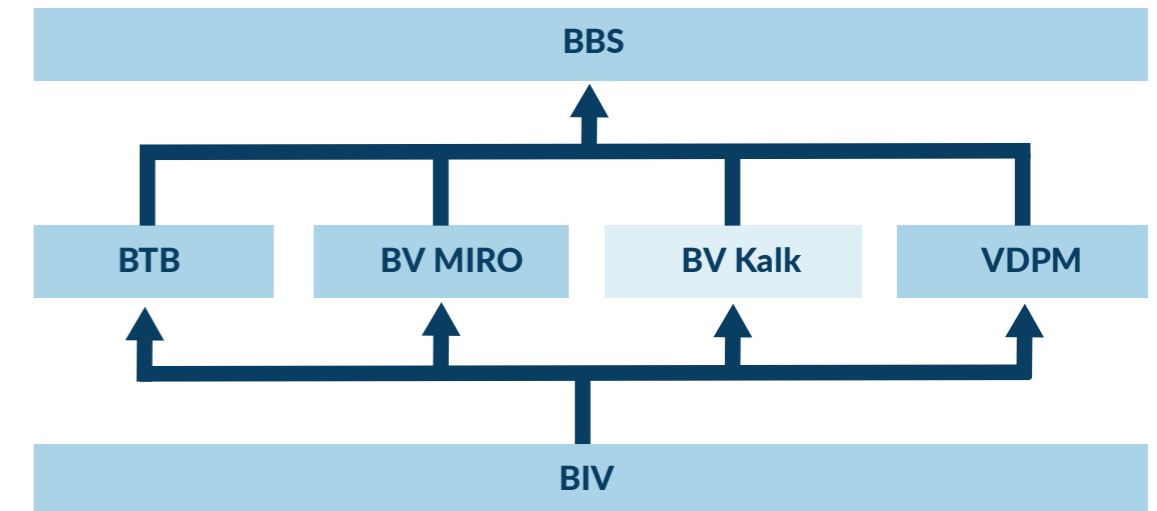 BBS
BTB
BV MIRO
BV Kalk
VDPM
BIV